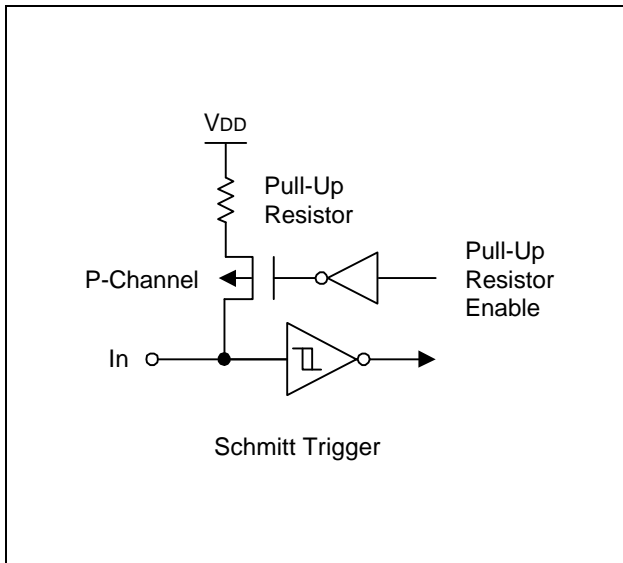 VDD
Pull-Up
Resistor
P-Channel
Pull-Up
Resistor
Enable
In
Schmitt Trigger